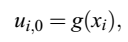 u_{i,0} = g(x_i),